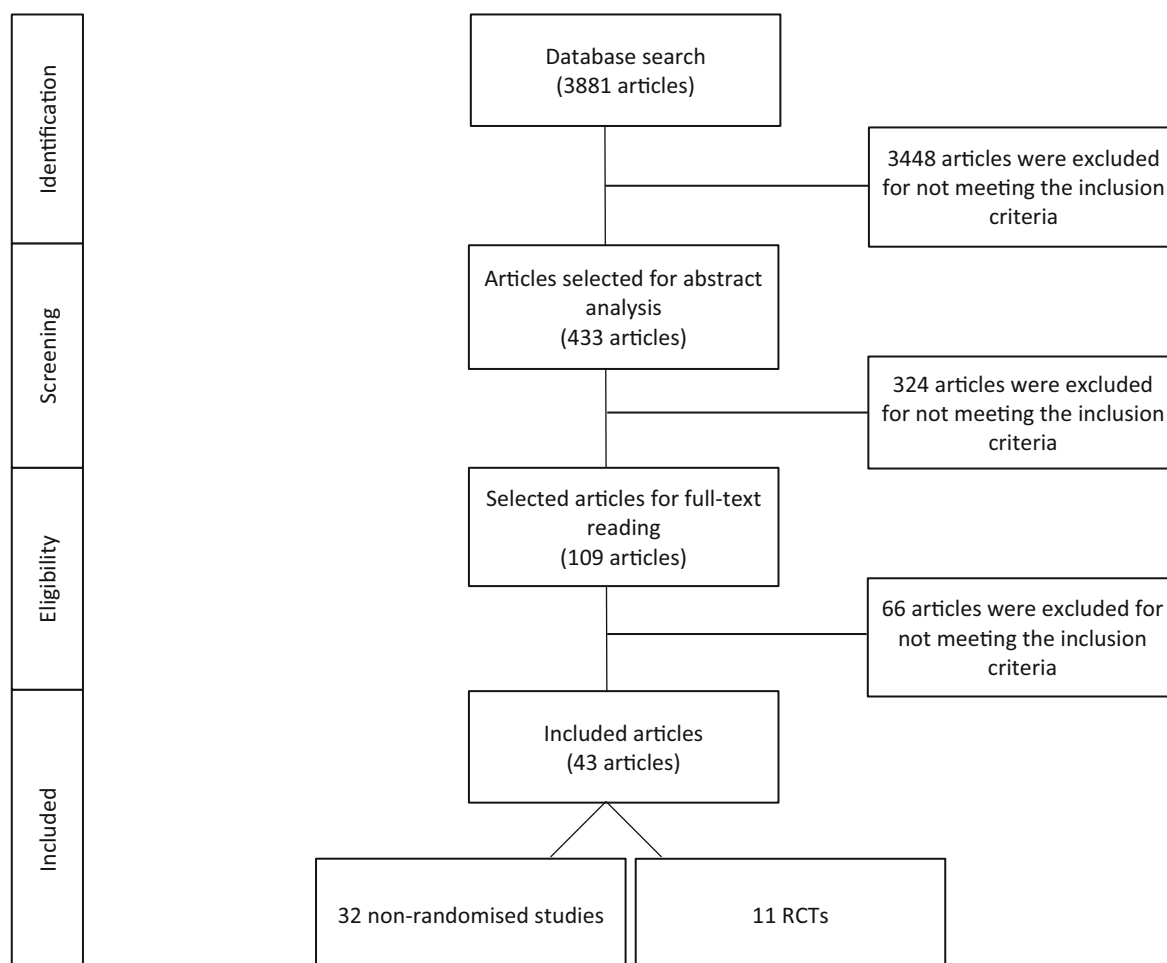 Identification
Database search
(3881 articles)
3448 articles were excluded
for not meeting the inclusion
criteria
Screening
Articles selected for abstract
analysis
(433 articles)
324 articles were excluded
for not meeting the inclusion
criteria
Eligibility
Selected articles for full-text
reading
(109 articles)
66 articles were excluded for
not meeting the inclusion
criteria
Included
Included articles
(43 articles)
32 non-randomised studies
11 RCTs